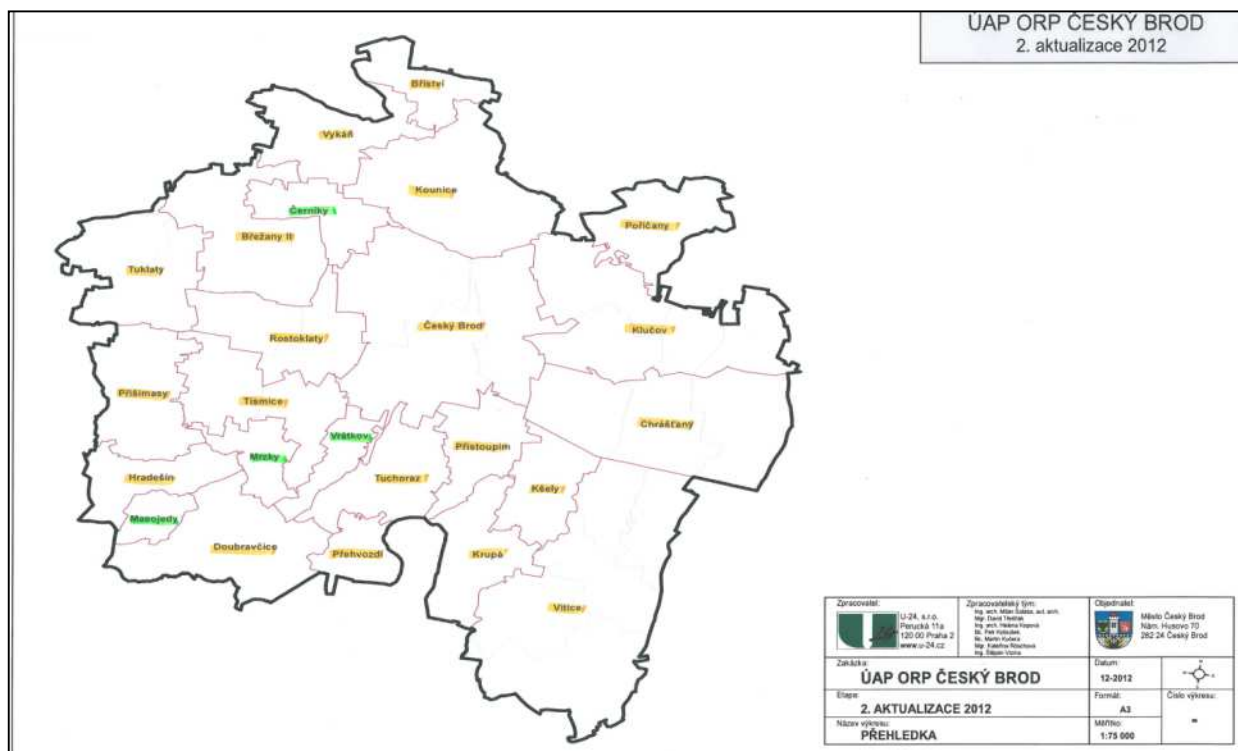 ÚAP ORP ČESKÝ BROD
2. aktualizace 2012
Bříství
Vykáň
Kounice
Černíky
Poříčany
Břežany II
Tuklaty
Český Brod
Klučov
Rostoklaty
Přišimasy
Tismice
Chrášťany
Vrátkov
Přistoupim
Mrzky
Hradešín
Tuchoraz
Kšely
Masojedy
Doubravčice
Přehvozdí
Krupá
Vitice
Zpracovatel:
U-24, s.r.o.
Perucká 11a
120 00 Praha 2
www.u-24.cz
Zpracovatelský tým:
Objednatel:
Město Český Brod
Nám. Husovo 70
282 24 Český Brod
Zakázka:
ÚAP ORP ČESKÝ BROD
Datum:
12-2012
Etapa:
2. AKTUALIZACE 2012
Formát:
A3
Číslo výkresu:
-
Název výkresu:
PŘEHLEDKA
Měřítko:
1:75 000